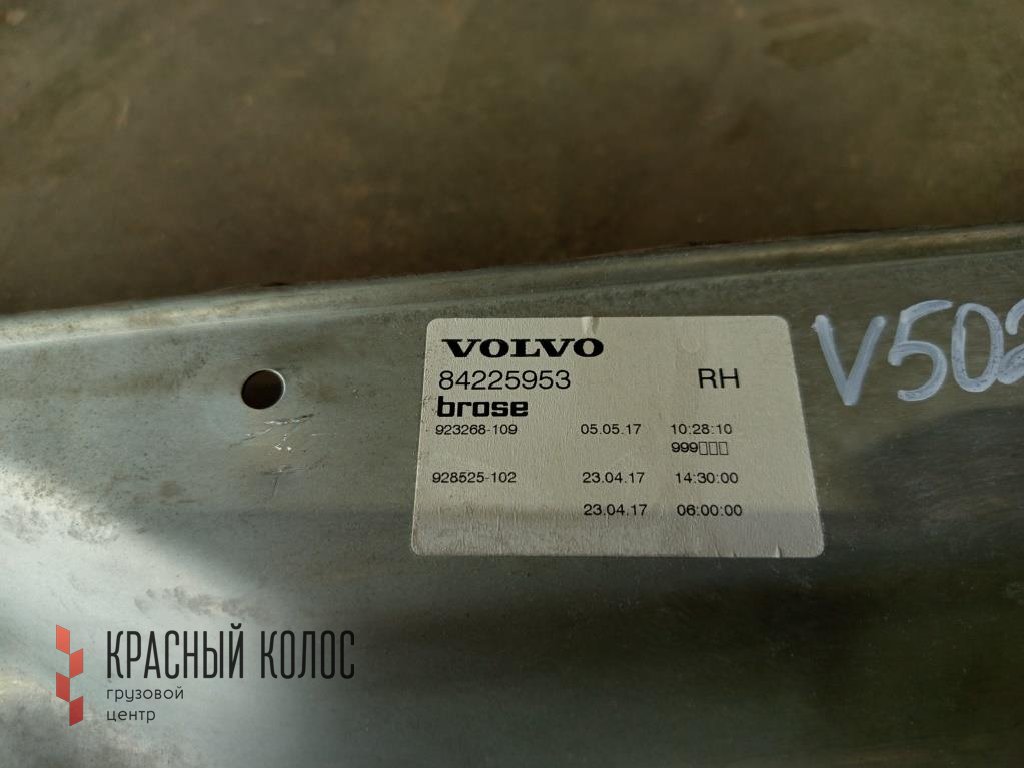 VOLVO
84225953 RH
brose
923268-109 05.05.17 10:28:10
999□□□
928525-102 23.04.17 14:30:00
23.04.17 06:00:00
V502
КРАСНЫЙ КОЛОС
грузовой
центр